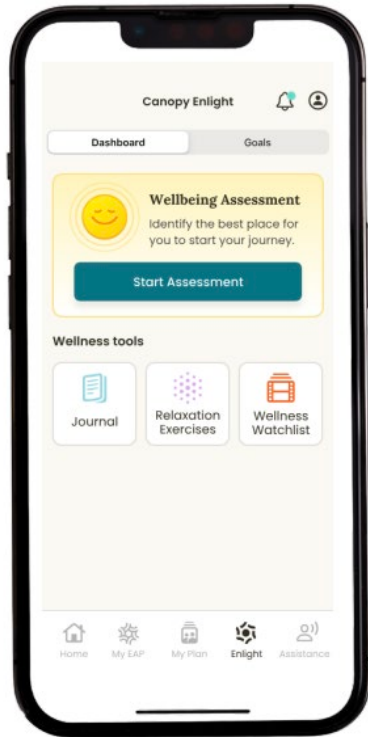 Canopy Enlight
Dashboard Goals
Wellbeing Assessment
Identify the best place for
you to start your journey.
Start Assessment
Wellness tools
Journal
Relaxation
Exercises
Wellness
Watchlist
Home My EAP My Plan Enlight Assistance